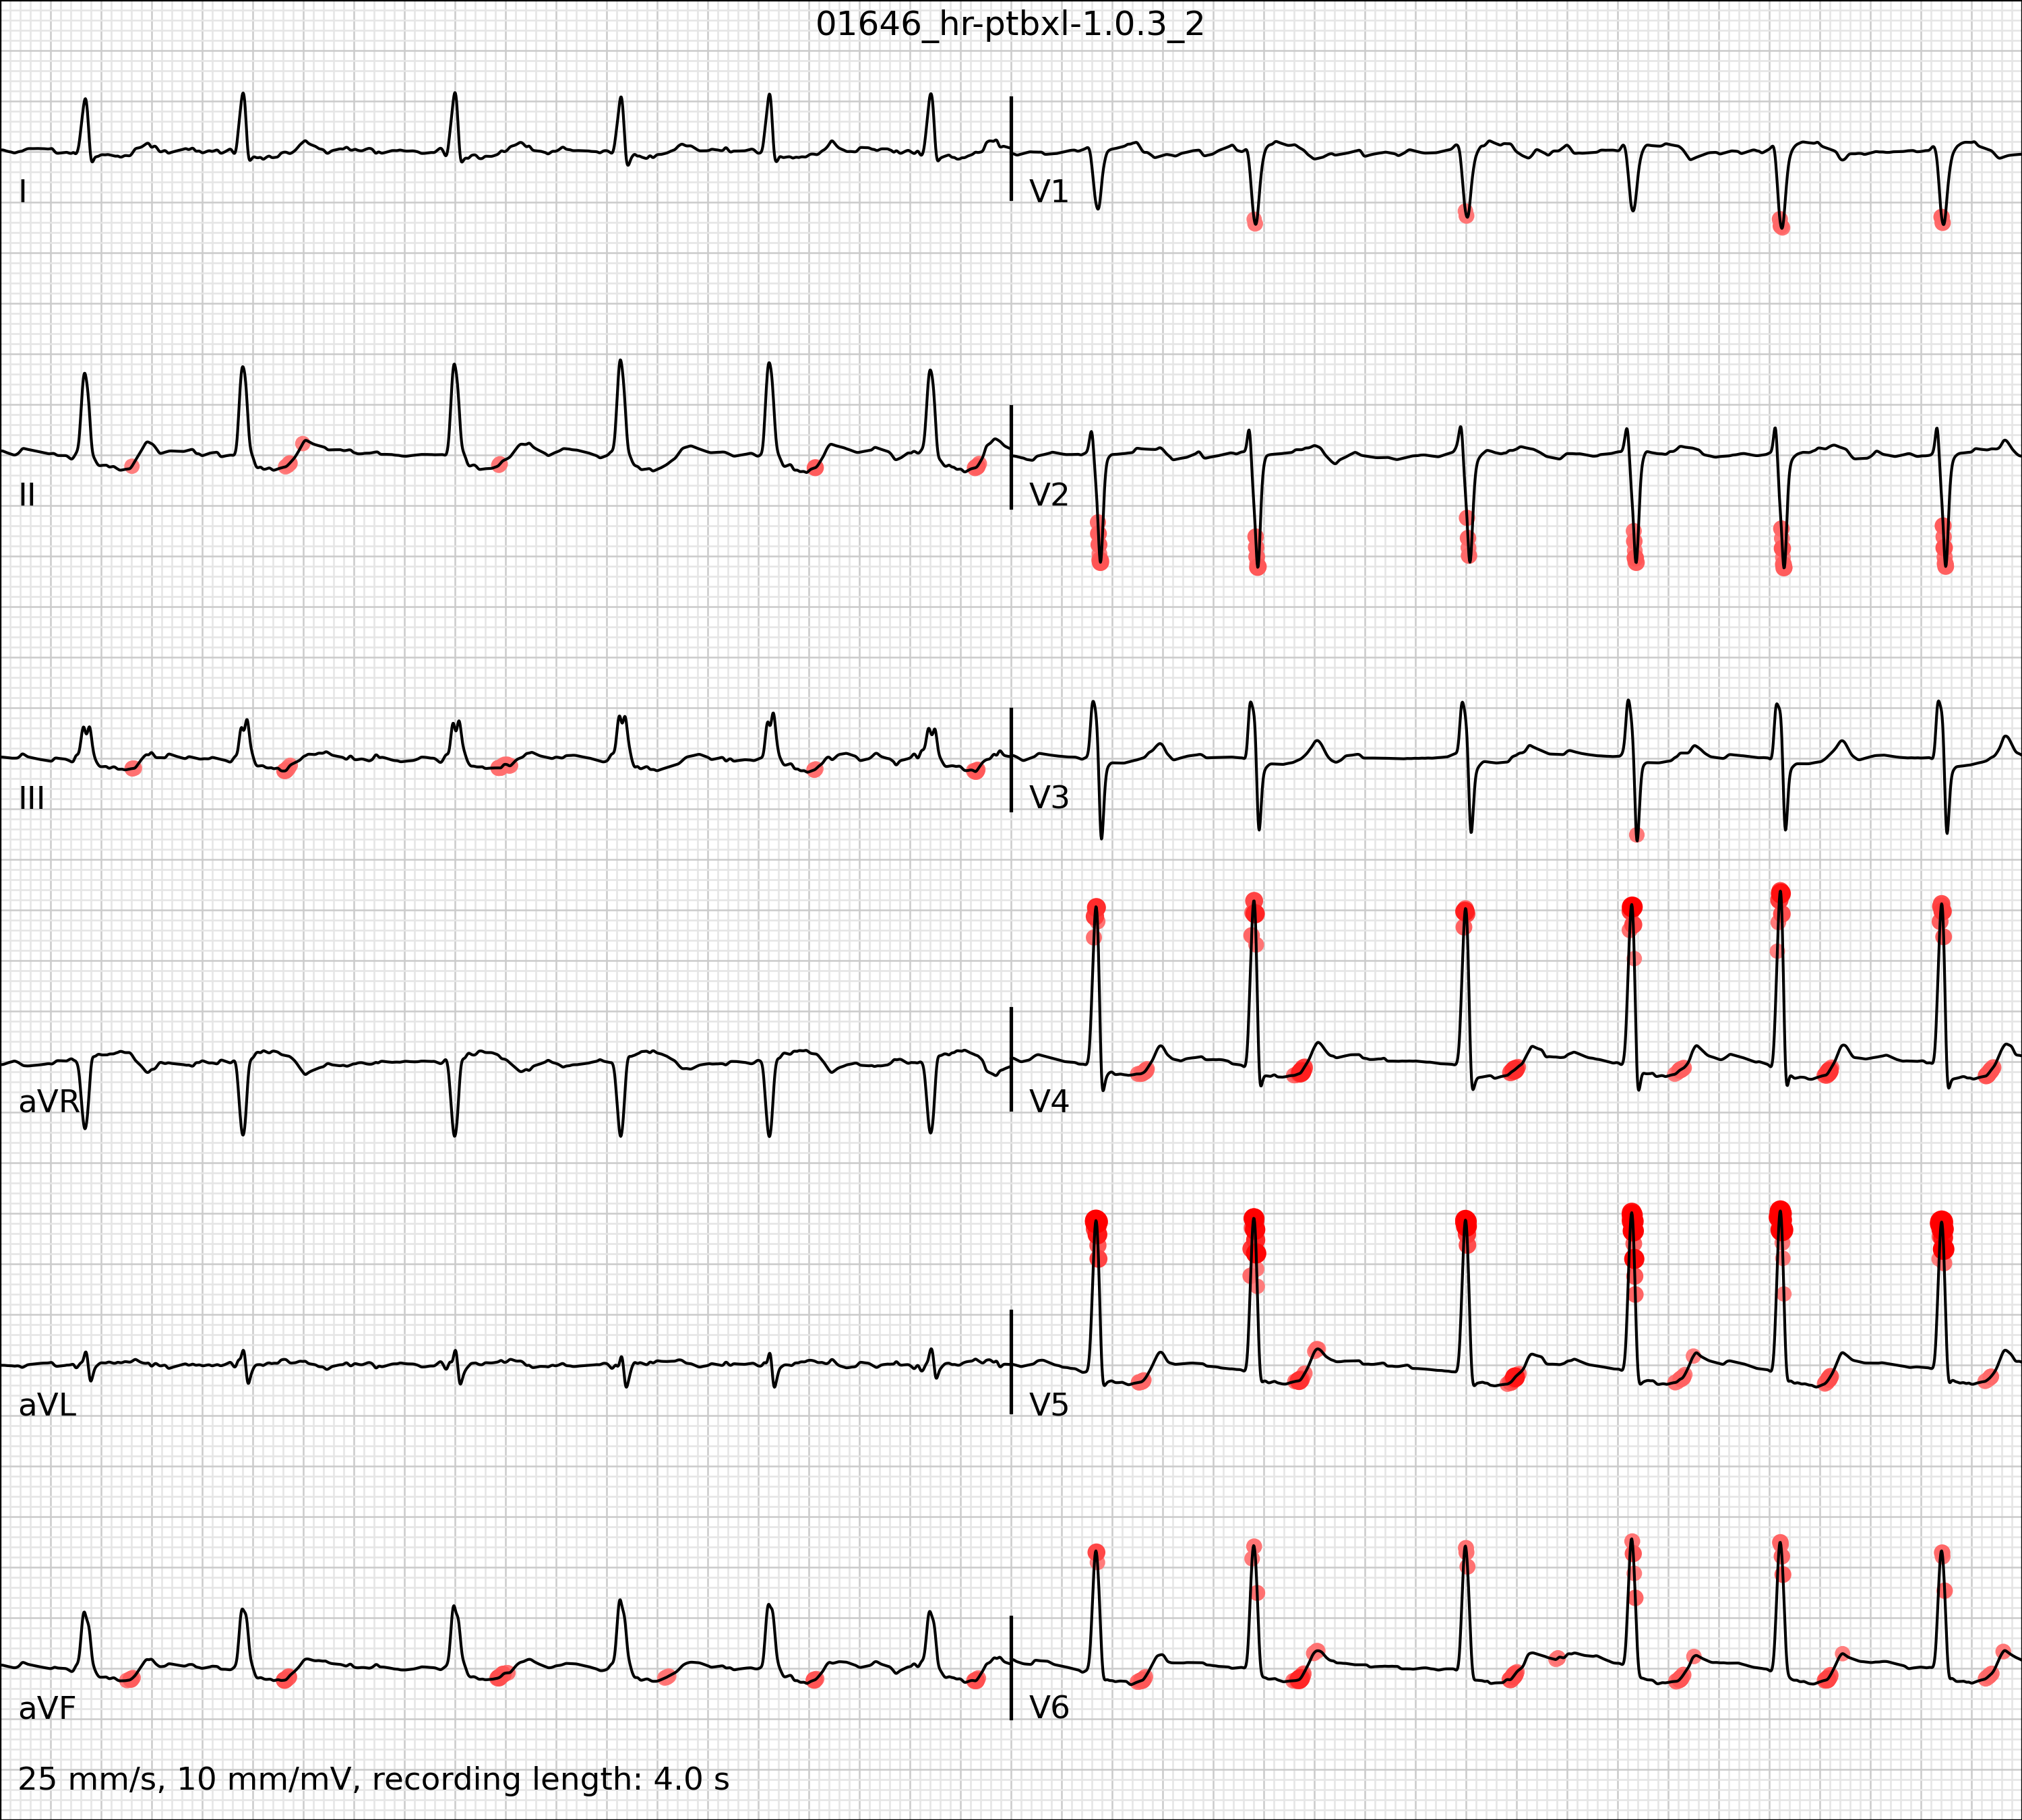 01646_hr-ptbxl-1.0.3_2
I
V1
II
V2
III
V3
aVR
V4
aVL
V5
aVF
V6
25 mm/s, 10 mm/mV, recording length: 4.0 s